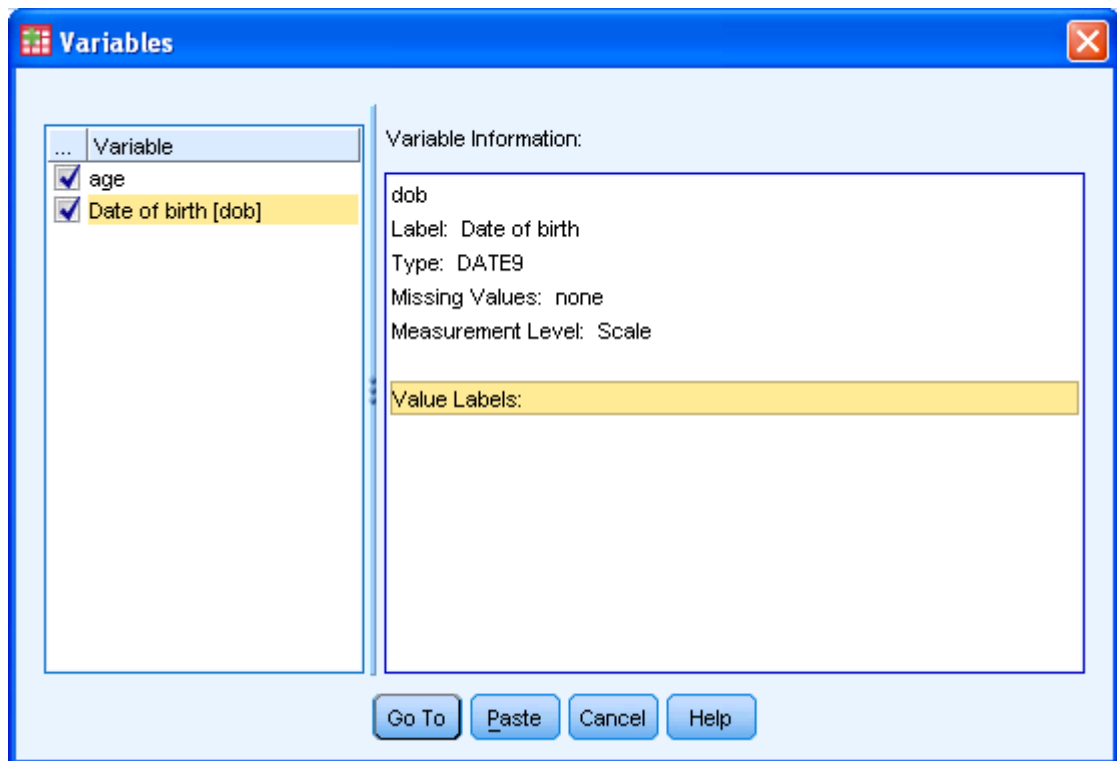 Variables
... Variable
age
Date of birth [dob]
Variable Information:
dob
Label: Date of birth
Type: DATE9
Missing Values: none
Measurement Level: Scale
Value Labels:
Go To Paste Cancel Help